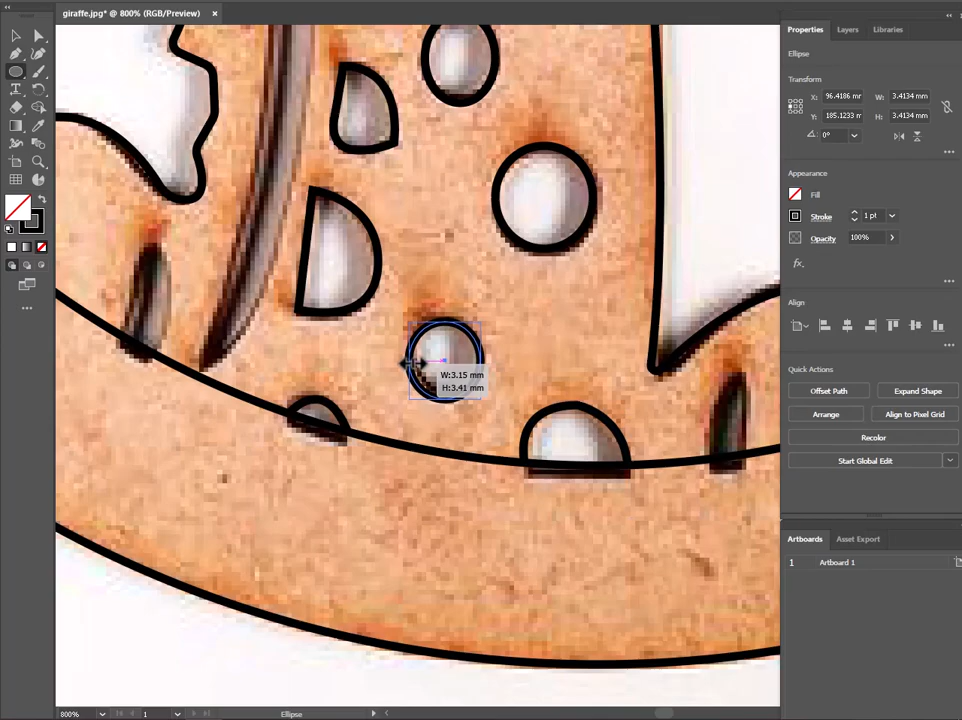 giraffe.jpg* @ 800% (RGB/Preview) ×
Properties Layers Libraries
Ellipse
Transform
X: 96.4186 mr W: 3.4134 mm
Y: 185.1233 n H: 3.4134 mm
0°
Appearance
Fill
Stroke 1 pt
Opacity 100%
fx.
Align
Quick Actions
Offset Path Expand Shape
Arrange Align to Pixel Grid
Recolor
Start Global Edit
W:3.15 mm
H:3.41 mm
Artboards Asset Export
1 Artboard 1
800% 1 Ellipse